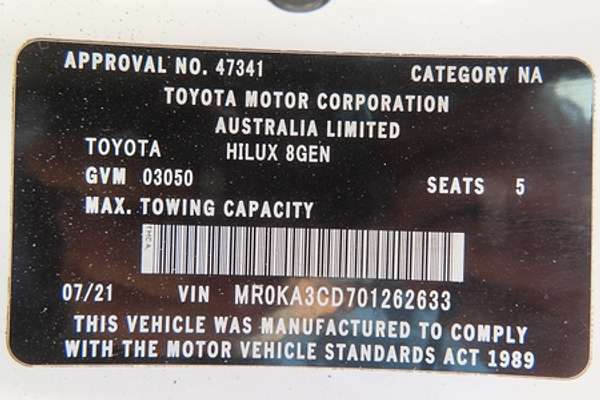 APPROVAL NO. 47341 CATEGORY NA
TOYOTA MOTOR CORPORATION
AUSTRALIA LIMITED
TOYOTA HILUX 8GEN
GVM 03050 SEATS 5
MAX. TOWING CAPACITY
TMCA
07/21 VIN MR0KA3CD701262633
THIS VEHICLE WAS MANUFACTURED TO COMPLY
WITH THE MOTOR VEHICLE STANDARDS ACT 1989